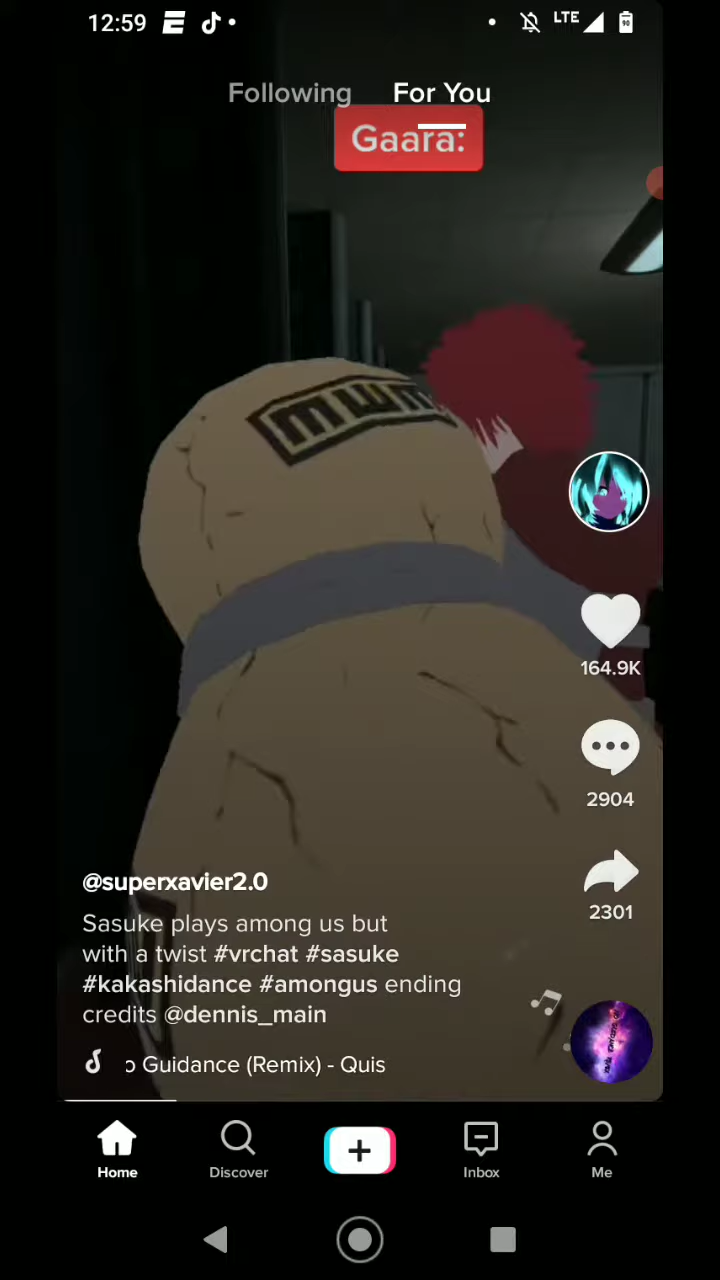 12:59
LTE
90
Following For You
Gaara:
164.9K
2904
@superxavier2.0
2301
Sasuke plays among us but
with a twist #vrchat #sasuke
#kakashidance #amongus ending
credits @dennis_main
o Guidance (Remix) - Quis
Home Discover Inbox Me